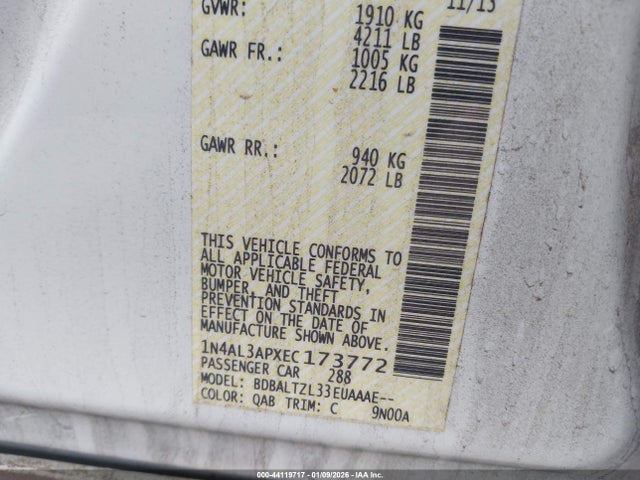 11/13
GVWR: 1910 KG
4211 LB
GAWR FR.: 1005 KG
2216 LB
GAWR RR.: 940 KG
2072 LB
THIS VEHICLE CONFORMS TO
ALL APPLICABLE FEDERAL
MOTOR VEHICLE SAFETY,
BUMPER, AND THEFT
PREVENTION STANDARDS IN
EFFECT ON THE DATE OF
MANUFACTURE SHOWN ABOVE.
1N4AL3APXEC173772
PASSENGER CAR 288
MODEL: BDBALTZL33EUAAAE--
COLOR: QAB TRIM: C 9N00A
000-44119717 - 01/09/2026 - IAAI.CA